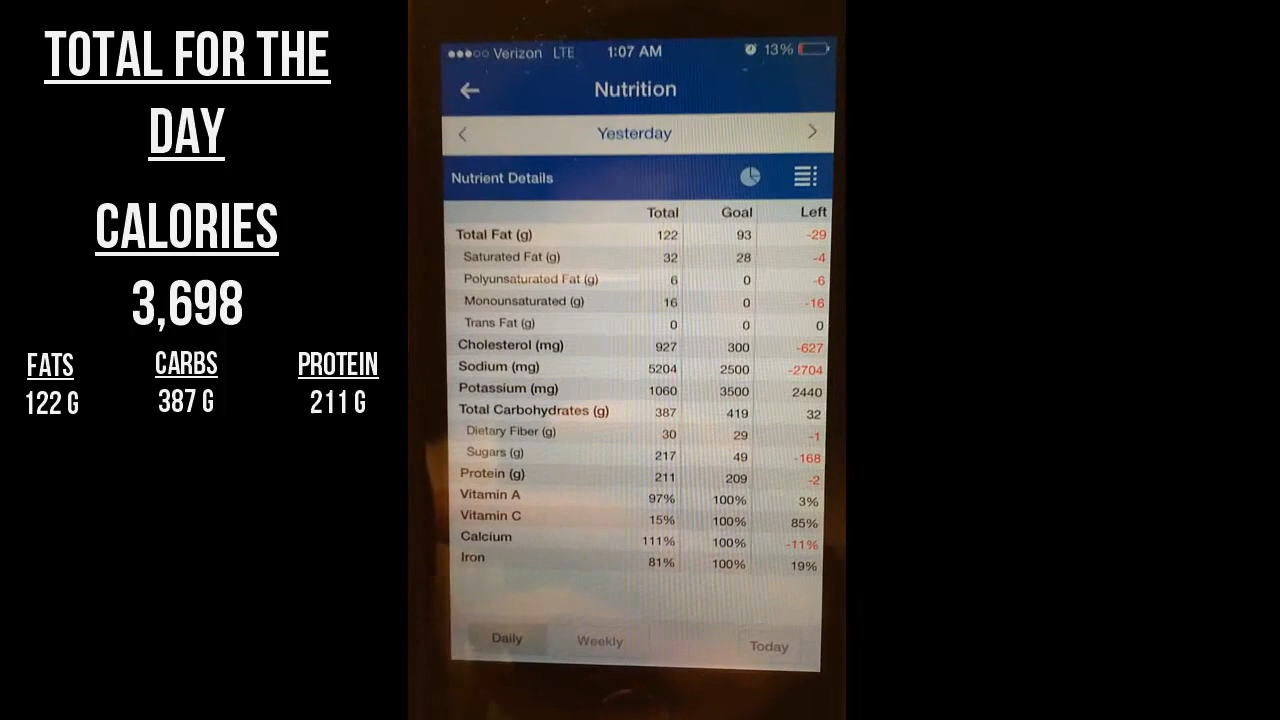 TOTAL FOR THE
DAY
CALORIES
3,698
FATS CARBS PROTEIN
122 G 387 G 211 G
Verizon LTE 1:07 AM 13%
Nutrition
Yesterday
Nutrient Details
Total Goal Left
Total Fat (g) 122 93 -29
Saturated Fat (g) 32 28 -4
Polyunsaturated Fat (g) 6 0 -6
Monounsaturated (g) 16 0 -16
Trans Fat (g) 0 0 0
Cholesterol (mg) 927 300 -627
Sodium (mg) 5204 2500 -2704
Potassium (mg) 1060 3500 2440
Total Carbohydrates (g) 387 419 32
Dietary Fiber (g) 30 29 -1
Sugars (g) 217 49 -168
Protein (g) 211 209 -2
Vitamin A 97% 100% 3%
Vitamin C 15% 100% 85%
Calcium 111% 100% -11%
Iron 81% 100% 19%
Daily Weekly Today